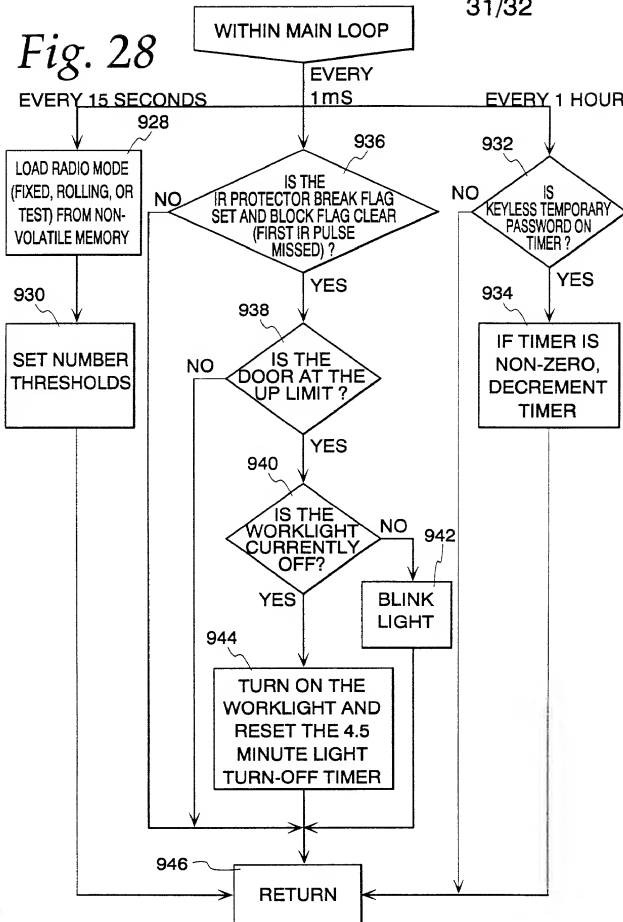 31/32
Fig. 28
WITHIN MAIN LOOP
EVERY 15 SECONDS
EVERY
1mS
EVERY 1 HOUR
928
LOAD RADIO MODE
(FIXED, ROLLING, OR
TEST) FROM NON-
VOLATILE MEMORY
930
SET NUMBER
THRESHOLDS
936
NO
IS THE
IR PROTECTOR BREAK FLAG
SET AND BLOCK FLAG CLEAR
(FIRST IR PULSE
MISSED) ?
YES
938
NO
IS THE
DOOR AT THE
UP LIMIT ?
YES
940
IS THE
WORKLIGHT
CURRENTLY
OFF?
NO
942
BLINK
LIGHT
YES
944
TURN ON THE
WORKLIGHT AND
RESET THE 4.5
MINUTE LIGHT
TURN-OFF TIMER
932
NO
IS
KEYLESS TEMPORARY
PASSWORD ON
TIMER ?
YES
934
IF TIMER IS
NON-ZERO,
DECREMENT
TIMER
946
RETURN